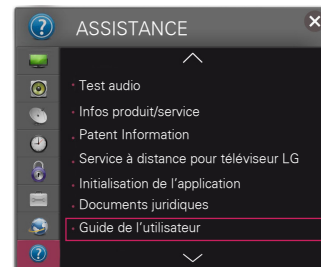 ASSISTANCE
Test audio
Infos produit/service
Patent Information
Service à distance pour téléviseur LG
Initialisation de l'application
Documents juridiques
Guide de l'utilisateur